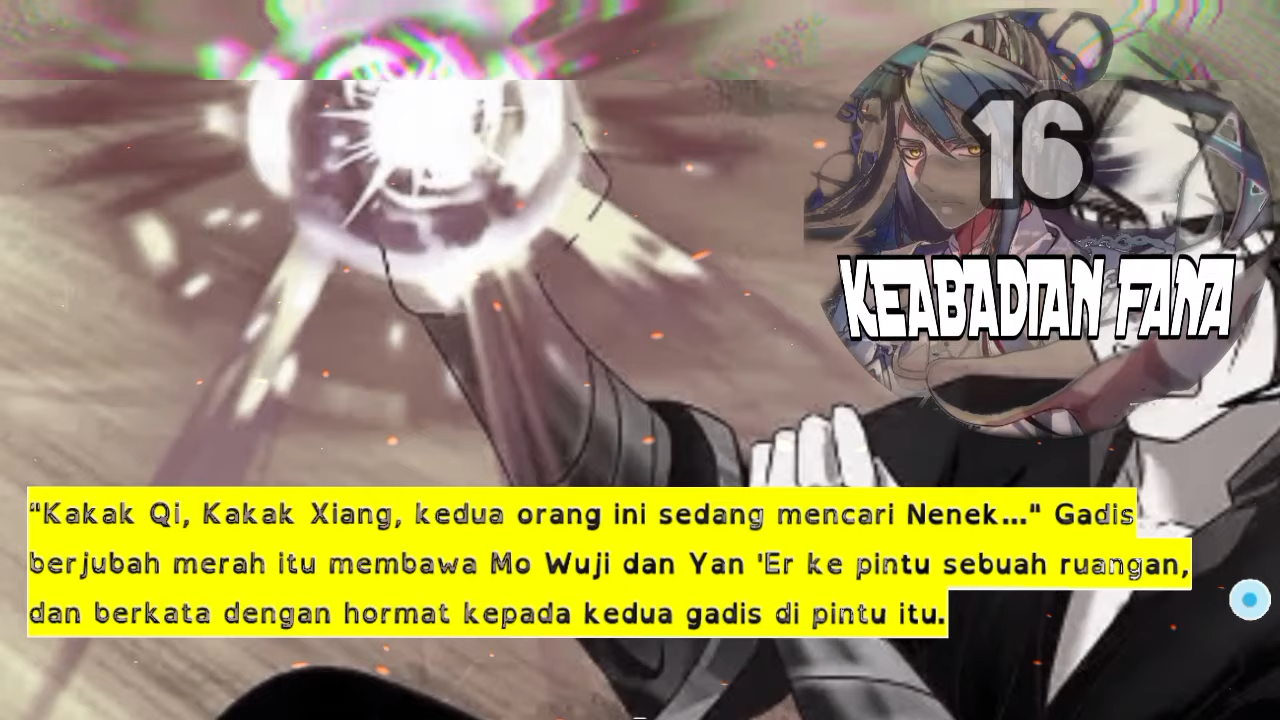 16
KEABADIAN FANA
"Kakak Qi, Kakak Xiang, kedua orang ini sedang mencari Nenek..." Gadis
berjubah merah itu membawa Mo Wuji dan Yan 'Er ke pintu sebuah ruangan,
dan berkata dengan hormat kepada kedua gadis di pintu itu.